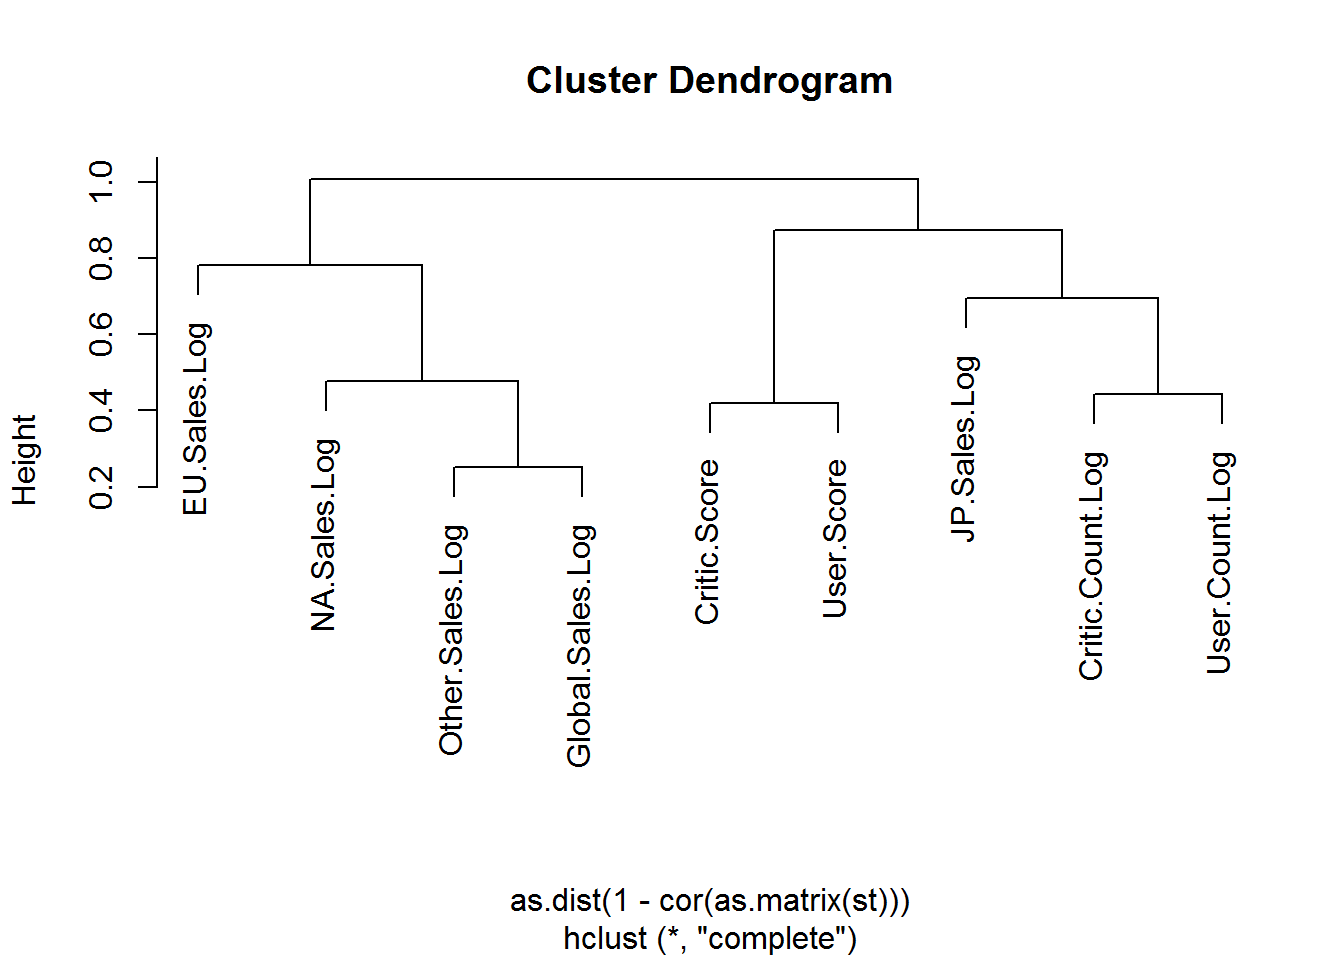 Cluster Dendrogram
Height
1.0
0.8
0.6
0.4
0.2
EU.Sales.Log
NA.Sales.Log
Other.Sales.Log
Global.Sales.Log
Critic.Score
User.Score
JP.Sales.Log
Critic.Count.Log
User.Count.Log
as.dist(1 - cor(as.matrix(st)))
hclust (*, "complete")